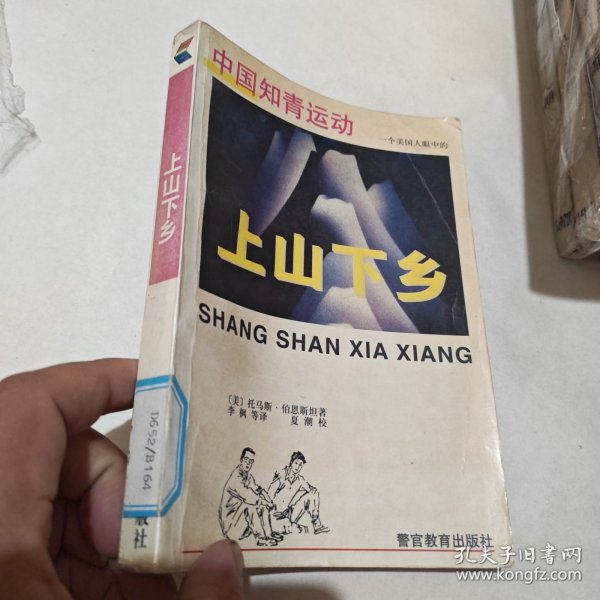 中国知青运动
一个美国人眼中的
上山下乡
SHANG SHAN XIA XIANG
〔美〕托马斯·伯恩斯坦著
李枫等译 夏潮校
警官教育出版社
上山下乡
D652/B164
版社
孔夫子旧书网
www.kongfz.com